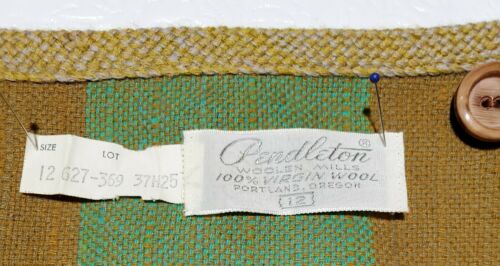 SIZE LOT
12 627-369 37H25
Pendleton ®
WOOLEN MILLS
100% VIRGIN WOOL
PORTLAND, OREGON
12